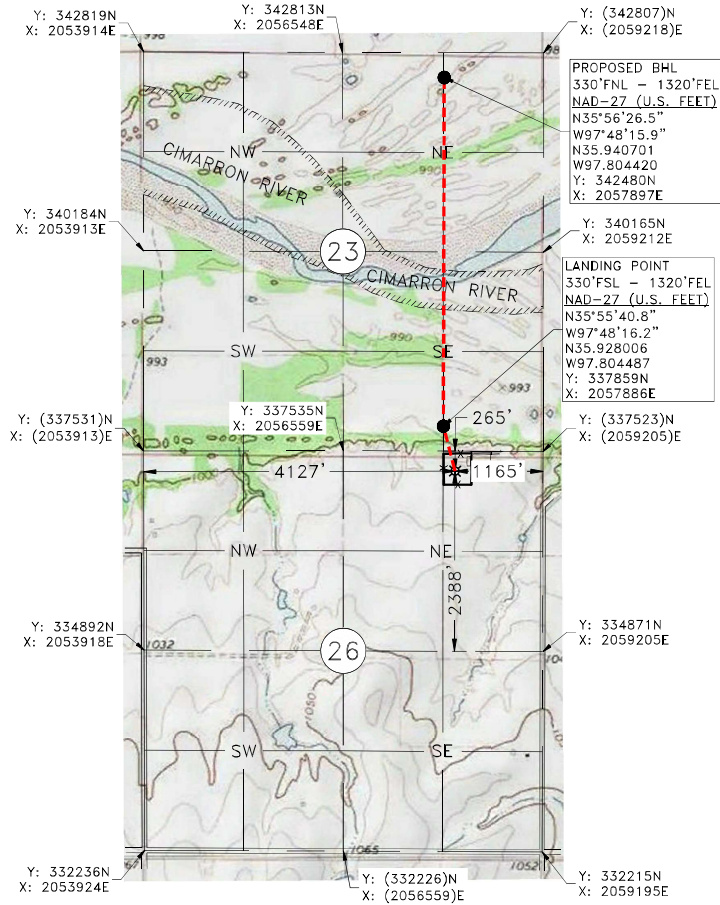 Y: 342819N
X: 2053914E
Y: 342813N
X: 2056548E
Y: (342807)N
X: (2059218)E
PROPOSED BHL
330'FNL – 1320'FEL
NAD-27 (U.S. FEET)
N35°56'26.5"
W97°48'15.9"
N35.940701
W97.804420
Y: 342480N
X: 2057897E
NW
NE
CIMARRON RIVER
Y: 340184N
X: 2053913E
23
Y: 340165N
X: 2059212E
CIMARRON RIVER
LANDING POINT
330'FSL – 1320'FEL
NAD-27 (U.S. FEET)
N35°55'40.8"
W97°48'16.2"
N35.928006
W97.804487
Y: 337859N
X: 2057886E
990
993
SW
SE
993
Y: (337531)N
X: (2053913)E
Y: 337535N
X: 2056559E
265'
Y: (337523)N
X: (2059205)E
4127'
1165'
NW
NE
2388'
Y: 334892N
X: 2053918E
1032
26
Y: 334871N
X: 2059205E
1050
SW
SE
1065
1052
Y: 332236N
X: 2053924E
Y: (332226)N
X: (2056559)E
Y: 332215N
X: 2059195E